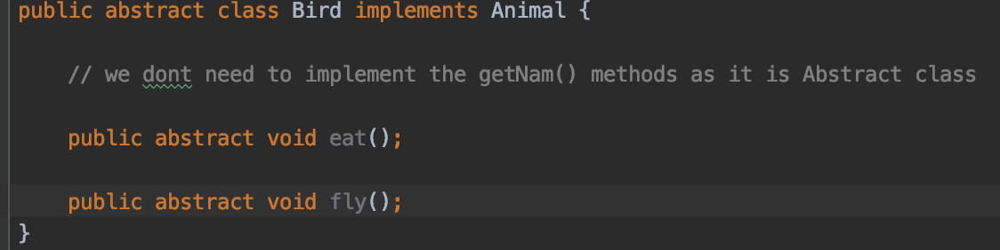 public abstract class Bird implements Animal {
// we dont need to implement the getNam() methods as it is Abstract class
public abstract void eat();
public abstract void fly();
}